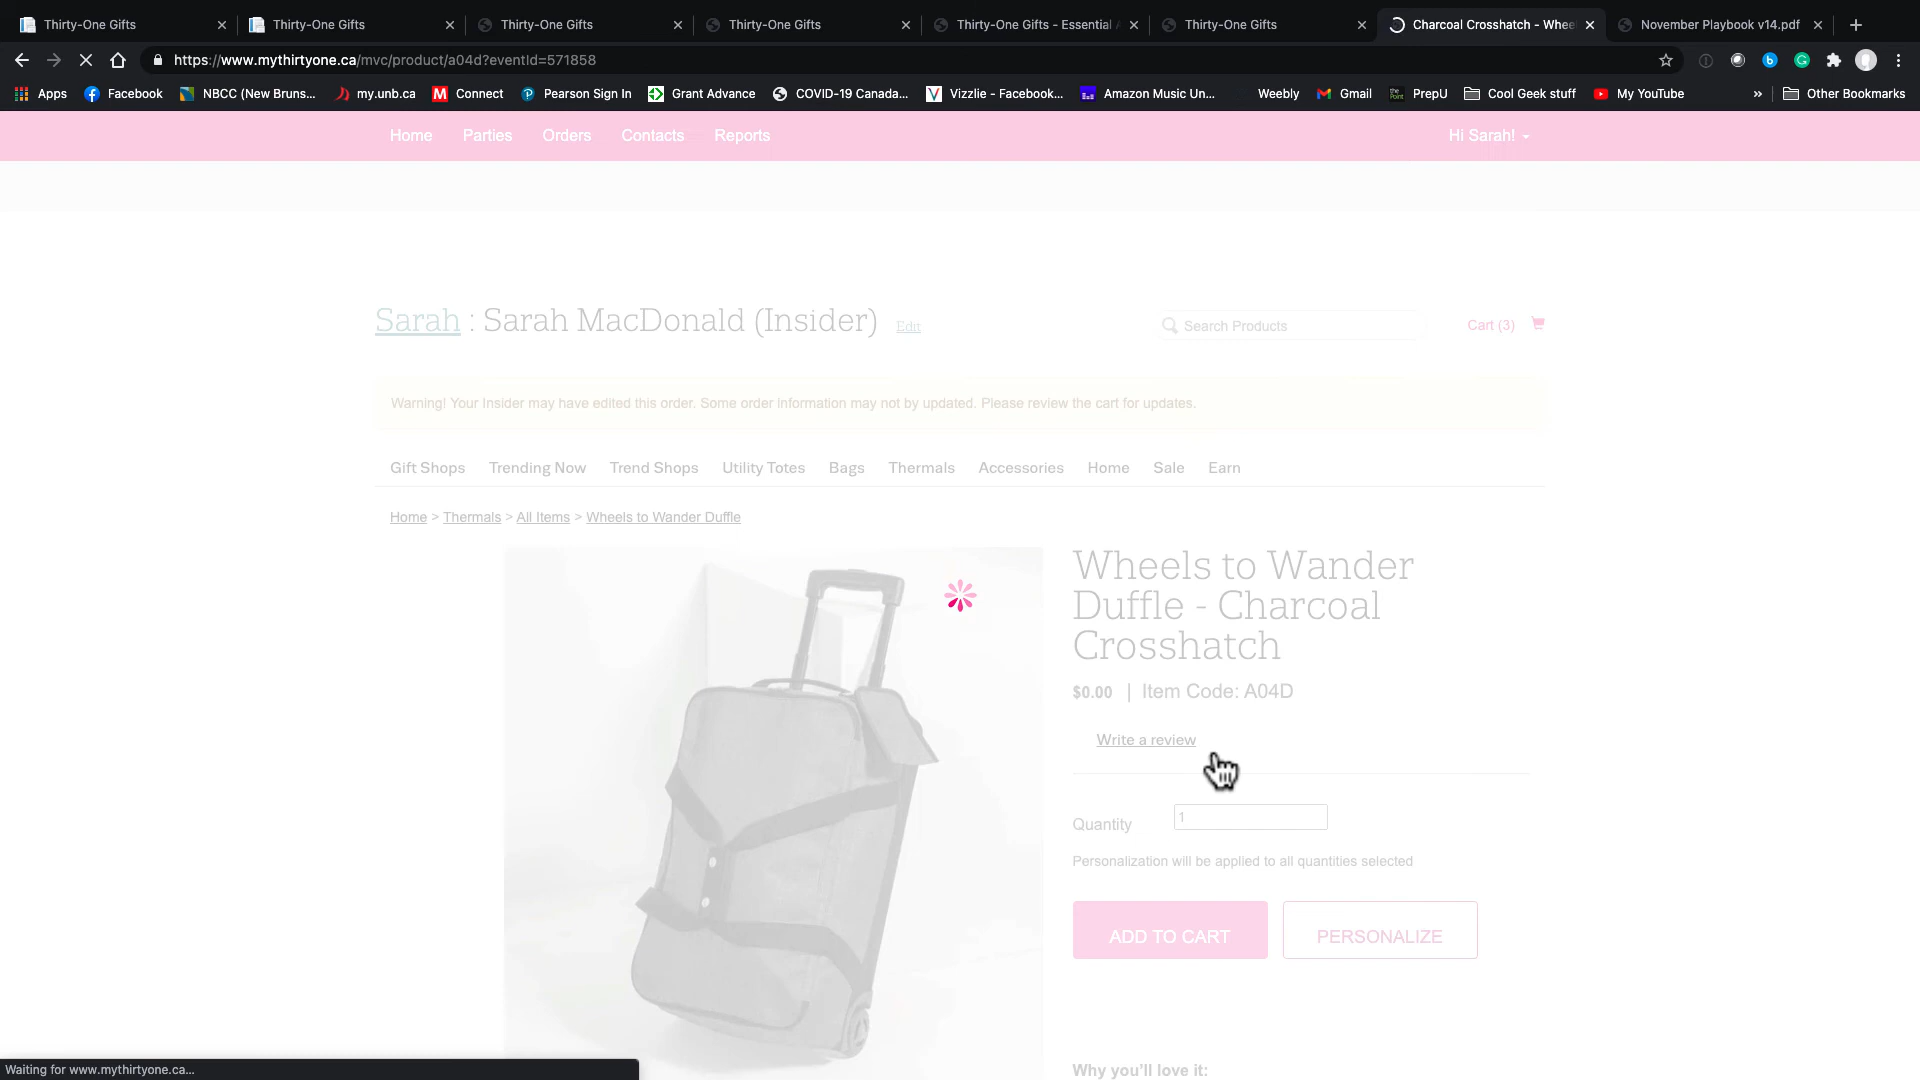 Thirty-One Gifts
Thirty-One Gifts
Thirty-One Gifts
Thirty-One Gifts
Thirty-One Gifts - Essential A
Thirty-One Gifts
Charcoal Crosshatch - Whee
November Playbook v14.pdf
https://www.mythirtyone.ca/mvc/product/a04d?eventId=571858
Apps
Facebook
NBCC (New Bruns...
my.unb.ca
Connect
Pearson Sign In
Grant Advance
COVID-19 Canada...
Vizzlie - Facebook...
Amazon Music Un...
Weebly
Gmail
PrepU
Cool Geek stuff
My YouTube
»
Other Bookmarks
Home Parties Orders Contacts Reports
Hi Sarah!
Sarah : Sarah MacDonald (Insider) Edit
Search Products
Cart (3)
Warning! Your Insider may have edited this order. Some order information may not by updated. Please review the cart for updates.
Gift Shops Trending Now Trend Shops Utility Totes Bags Thermals Accessories Home Sale Earn
Home > Thermals > All Items > Wheels to Wander Duffle
Wheels to Wander
Duffle - Charcoal
Crosshatch
$0.00 | Item Code: A04D
Write a review
Quantity 1
Personalization will be applied to all quantities selected
ADD TO CART PERSONALIZE
Why you'll love it:
Waiting for www.mythirtyone.ca...